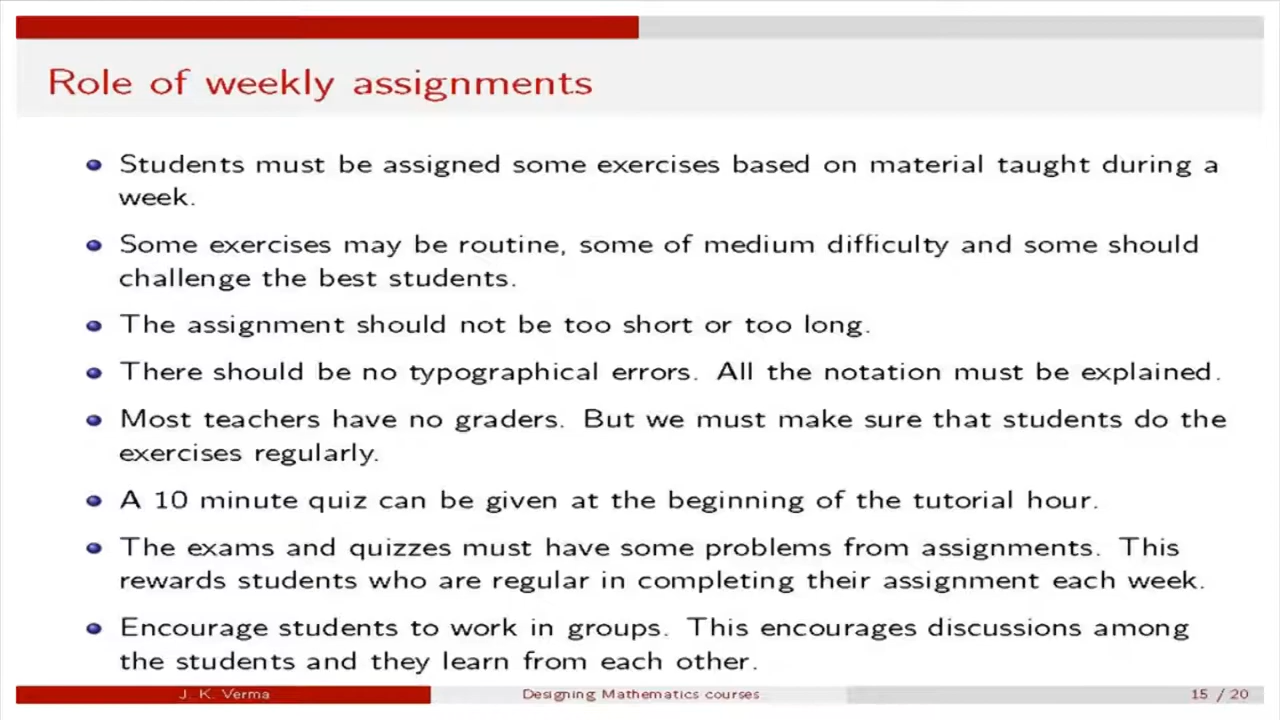 Role of weekly assignments
Students must be assigned some exercises based on material taught during a
week.
Some exercises may be routine, some of medium difficulty and some should
challenge the best students.
The assignment should not be too short or too long.
There should be no typographical errors. All the notation must be explained.
Most teachers have no graders. But we must make sure that students do the
exercises regularly.
A 10 minute quiz can be given at the beginning of the tutorial hour.
The exams and quizzes must have some problems from assignments. This
rewards students who are regular in completing their assignment each week.
Encourage students to work in groups. This encourages discussions among
the students and they learn from each other.
J. K. Verma Designing Mathematics courses 15 / 20